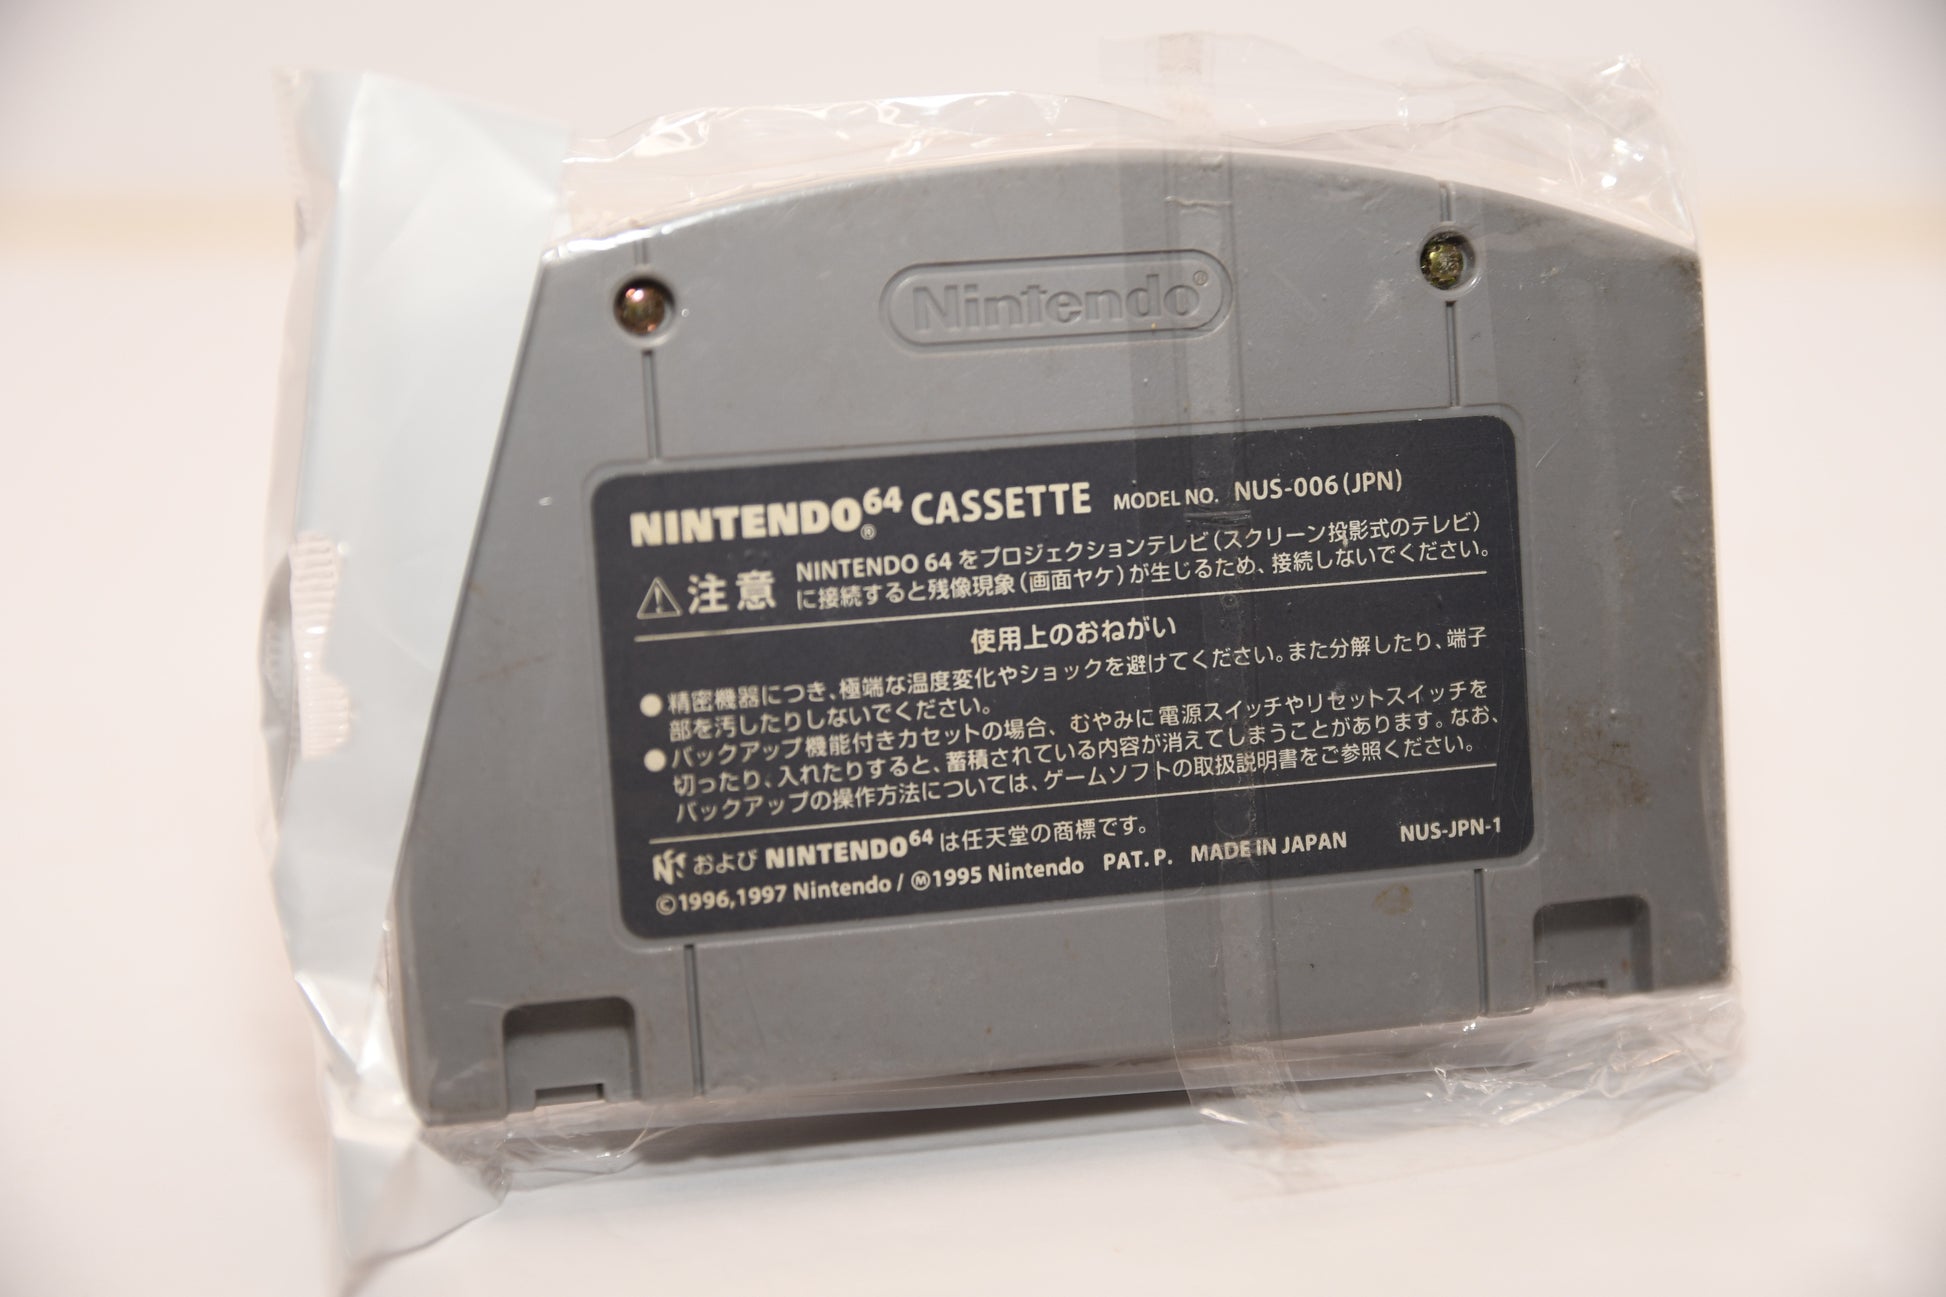 Nintendo®
NINTENDO64® CASSETTE MODEL NO. NUS-006(JPN)
⚠注意 NINTENDO 64 をプロジェクションテレビ(スクリーン投影式のテレビ)
に接続すると残像現象(画面ヤケ)が生じるため、接続しないでください。
使用上のおねがい
●精密機器につき、極端な温度変化やショックを避けてください。また分解したり、端子
部を汚したりしないでください。
●バックアップ機能付きカセットの場合、むやみに電源スイッチやリセットスイッチを
切ったり、入れたりすると、蓄積されている内容が消えてしまうことがあります。なお、
バックアップの操作方法については、ゲームソフトの取扱説明書をご参照ください。
および NINTENDO64 は任天堂の商標です。
©1996,1997 Nintendo / Ⓜ1995 Nintendo PAT. P. MADE IN JAPAN NUS-JPN-1